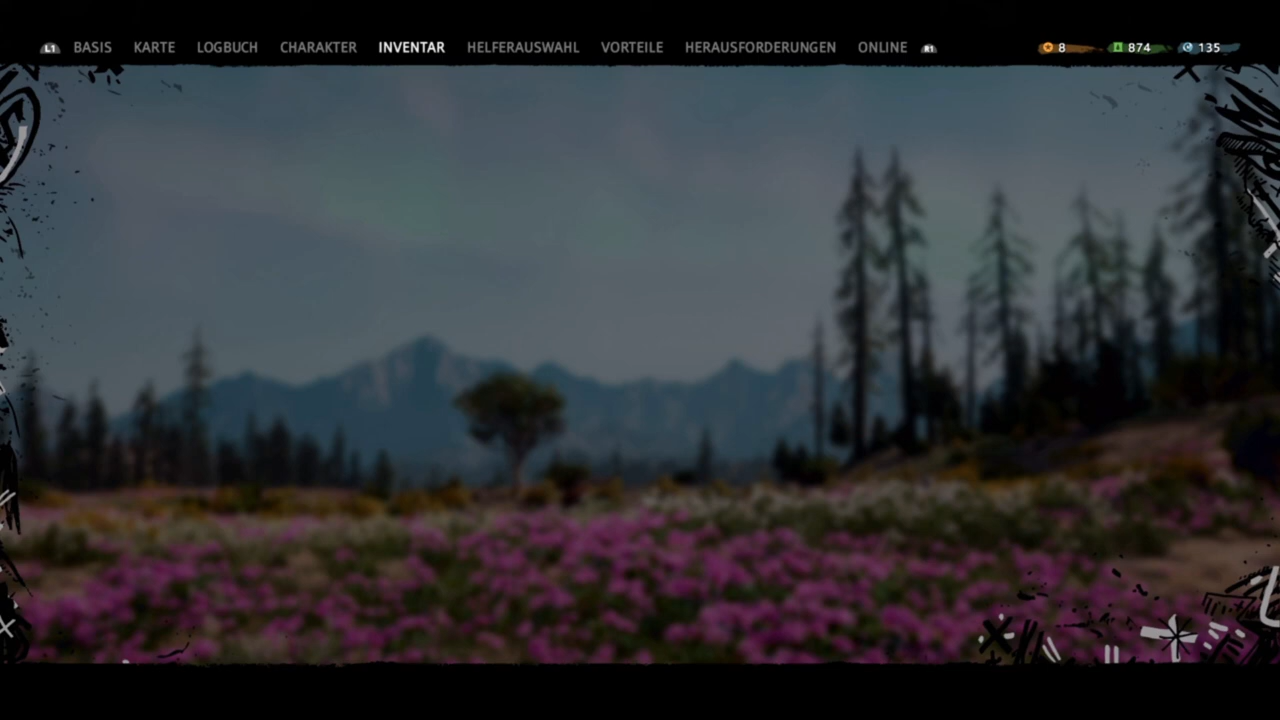 L1 BASIS KARTE LOGBUCH CHARAKTER INVENTAR HELFERAUSWAHL VORTEILE HERAUSFORDERUNGEN ONLINE R1 8 874 135